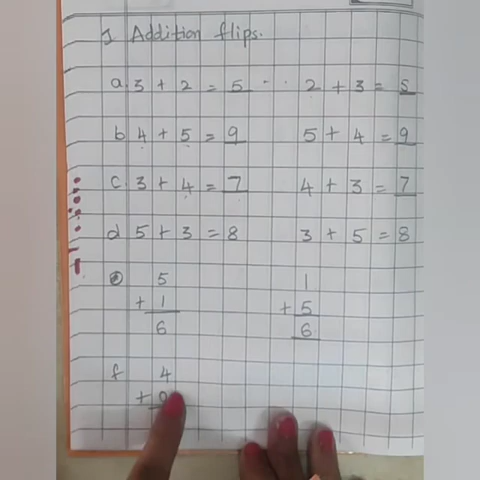 1 Addition flips.
a. 3 + 2 = 5 2 + 3 = 5
b 4 + 5 = 9 5 + 4 = 9
c. 3 + 4 = 7 4 + 3 = 7
d 5 + 3 = 8 3 + 5 = 8
e 5 1
+ 1 + 5
6 6
f 4
+